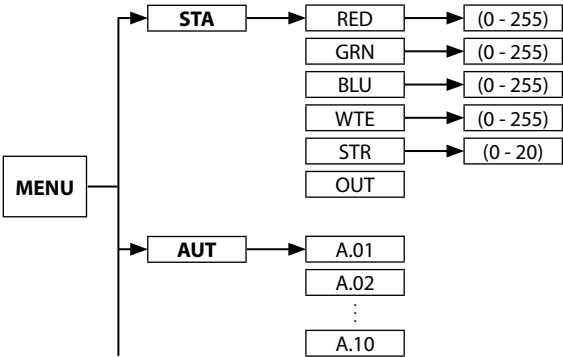 STA RED (0 - 255)
GRN (0 - 255)
BLU (0 - 255)
WTE (0 - 255)
STR (0 - 20)
MENU OUT
AUT A.01
A.02
A.10